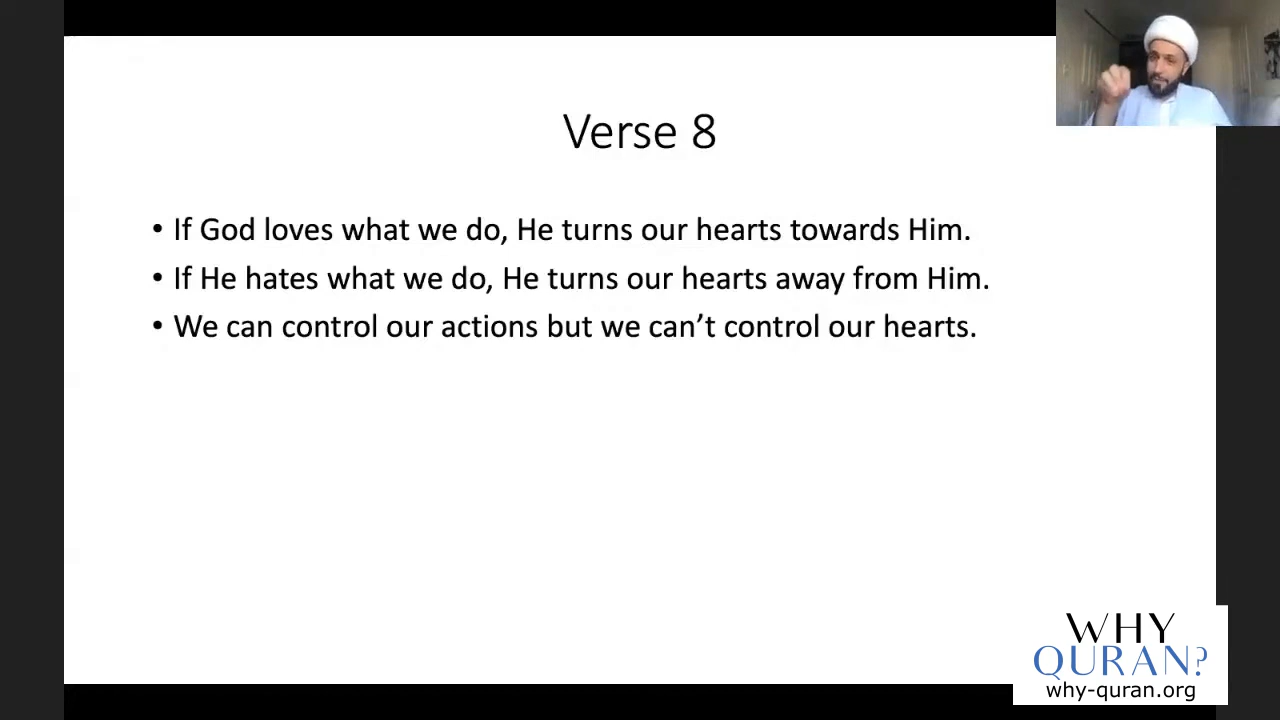 Verse 8
• If God loves what we do, He turns our hearts towards Him.
• If He hates what we do, He turns our hearts away from Him.
• We can control our actions but we can’t control our hearts.
WHY
QURAN?
why-quran.org